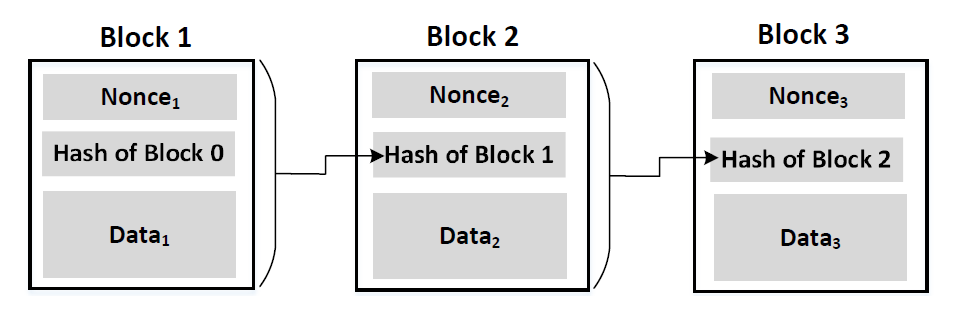 Block 1
Nonce₁
Hash of Block 0
Data₁
Block 2
Nonce₂
Hash of Block 1
Data₂
Block 3
Nonce₃
Hash of Block 2
Data₃